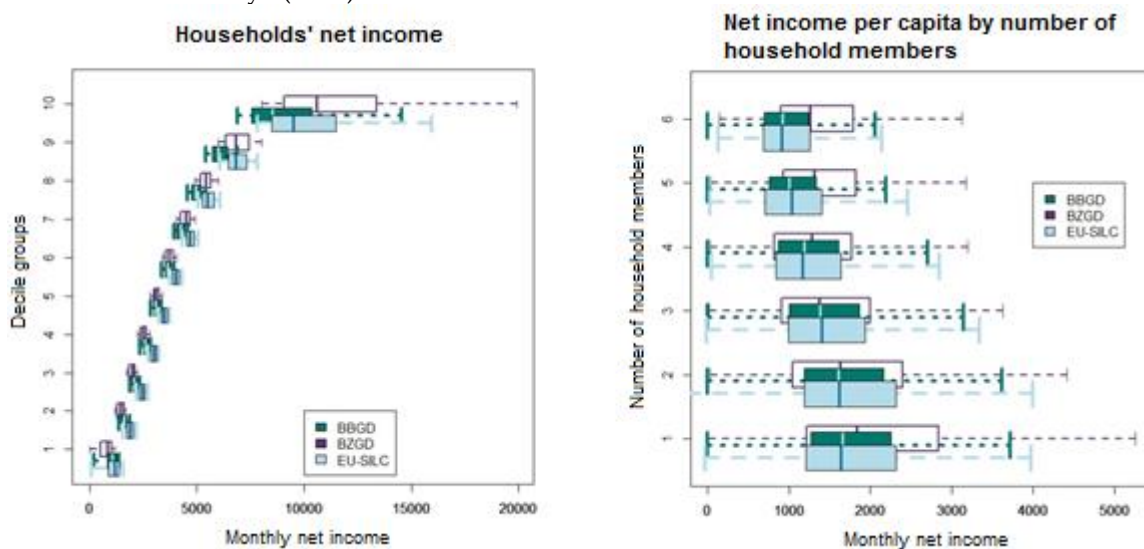 Households' net income
Decile groups
10
9
8
7
6
5
4
3
2
1
BBGD
BZGD
EU-SILC
0 5000 10000 15000 20000
Monthly net income
Net income per capita by number of
household members
Number of household members
6
5
4
3
2
1
BBGD
BZGD
EU-SILC
0 1000 2000 3000 4000 5000
Monthly net income